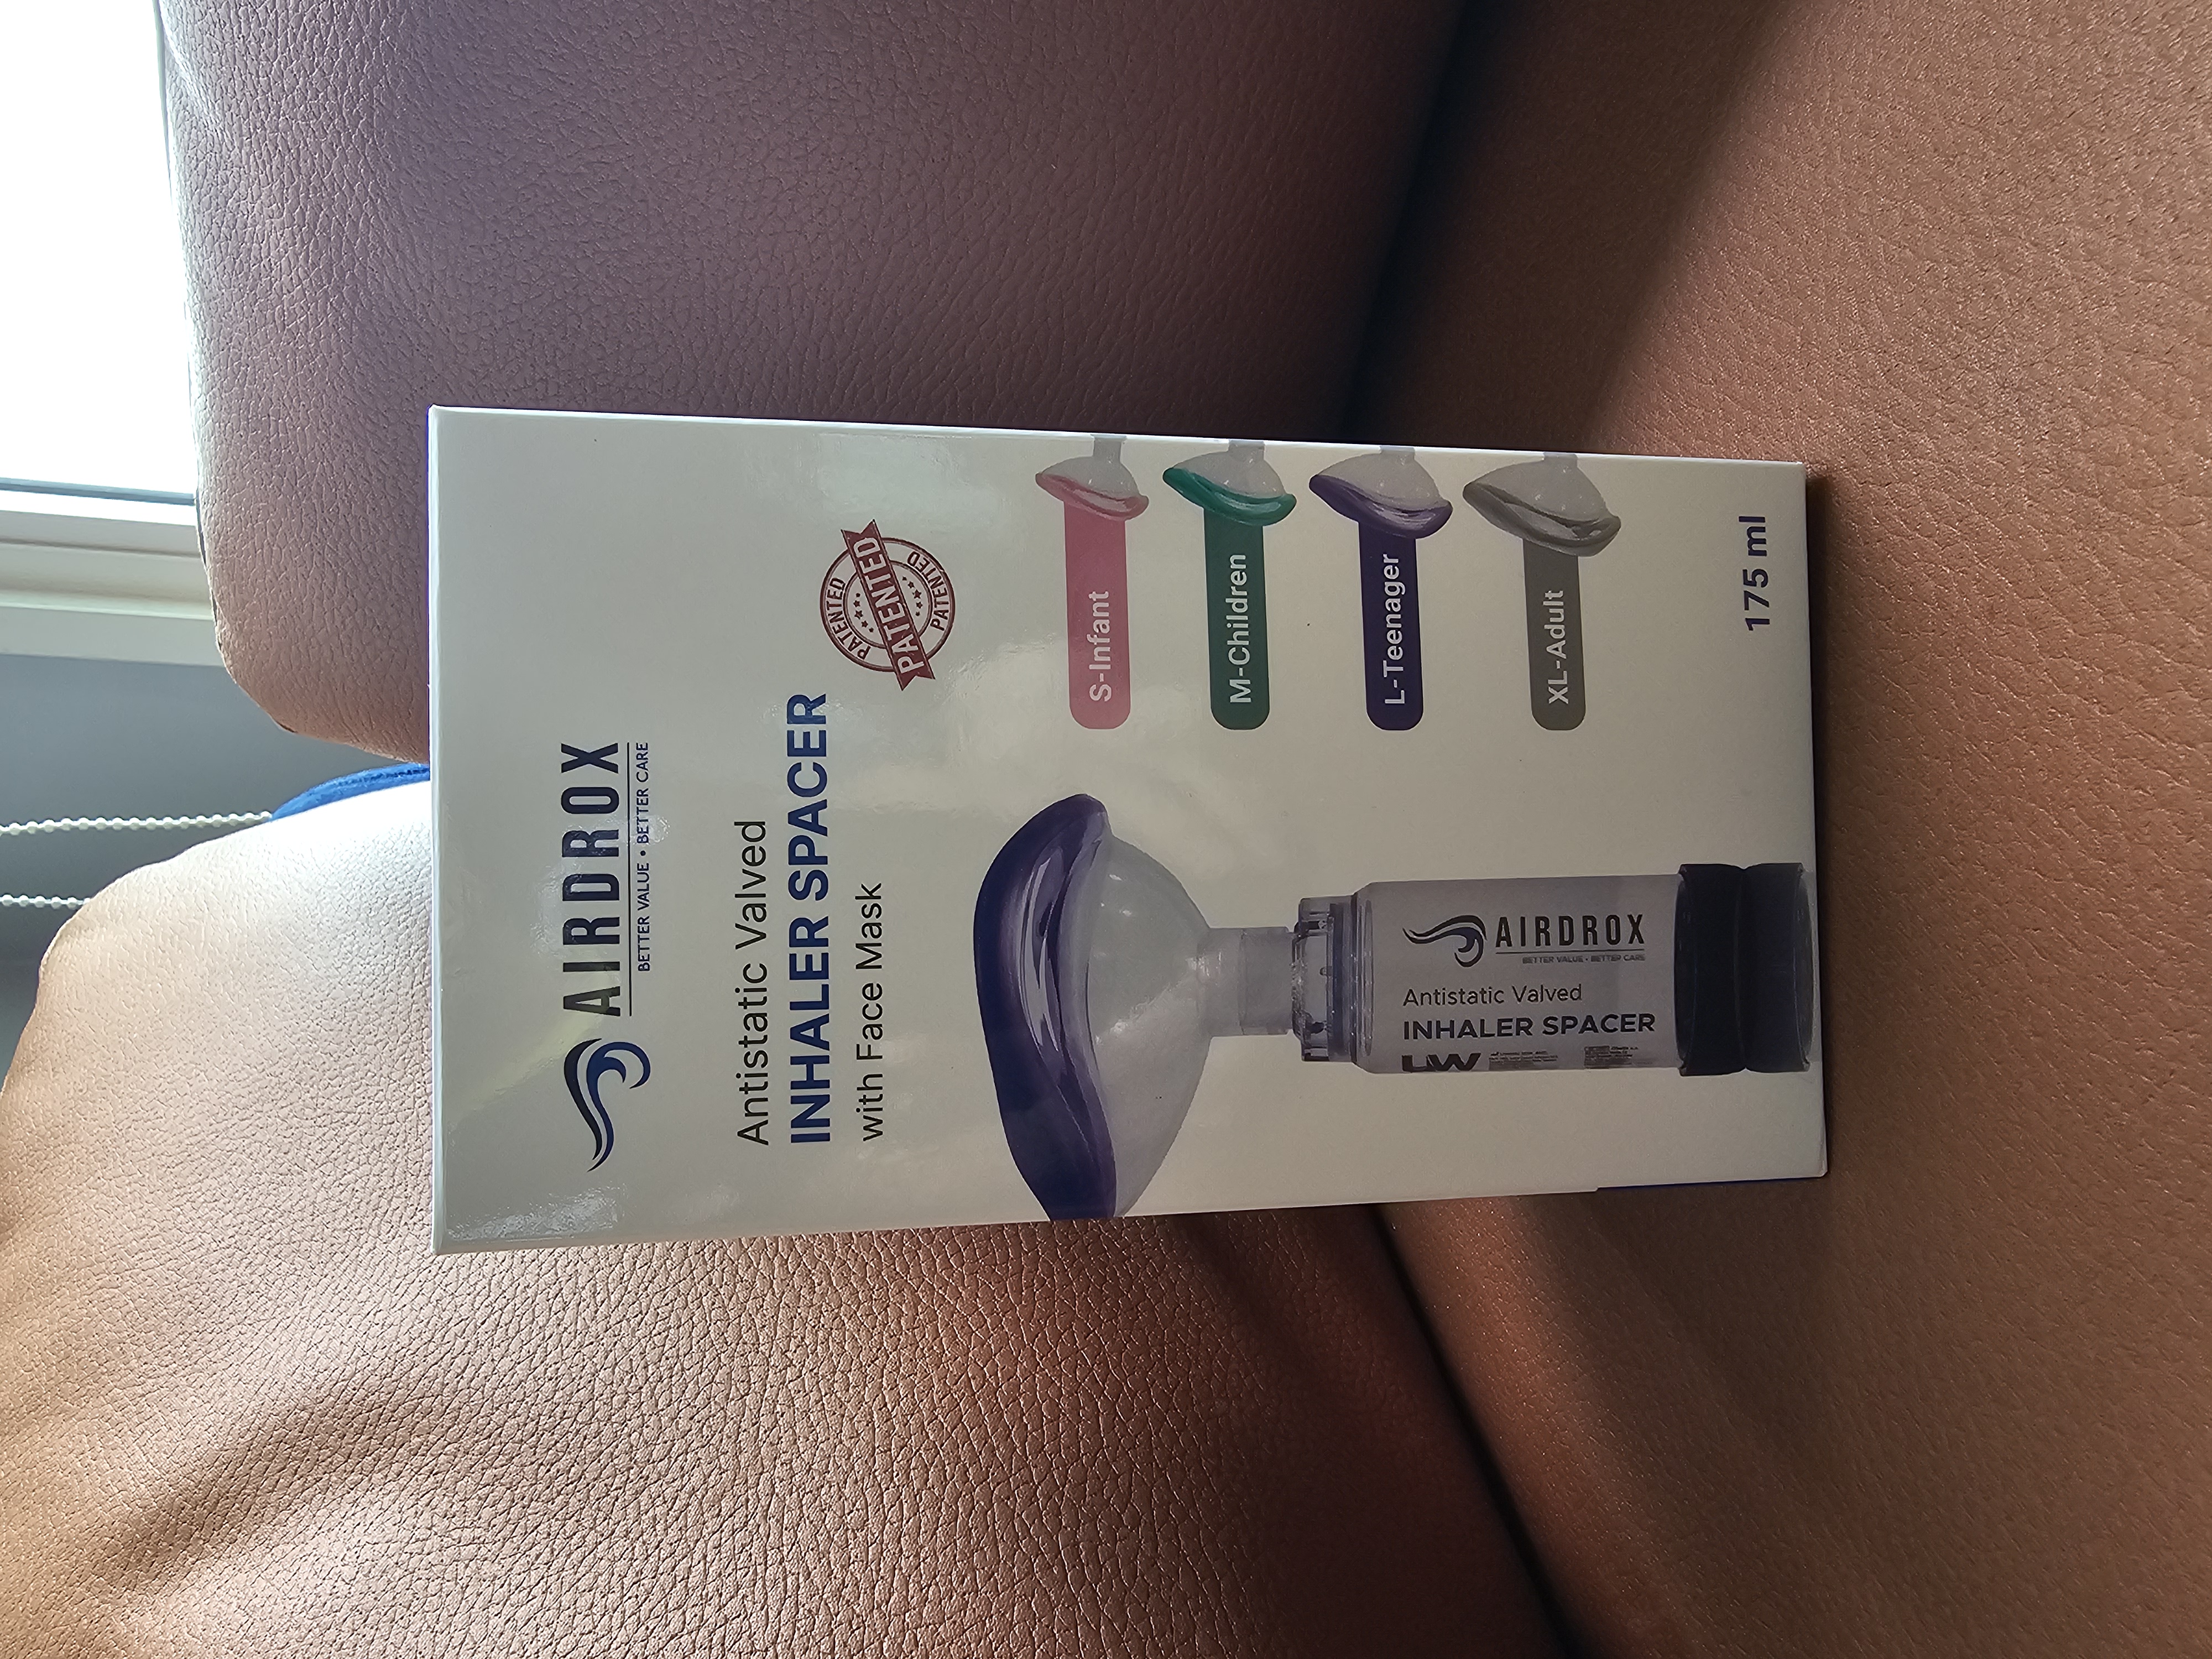 AIRDROX
BETTER VALUE • BETTER CARE
Antistatic Valved
INHALER SPACER
with Face Mask
PATENTED
PATENTED
PATENTED
S-Infant
M-Children
L-Teenager
XL-Adult
AIRDROX
BETTER VALUE • BETTER CARE
Antistatic Valved
INHALER SPACER
175 ml